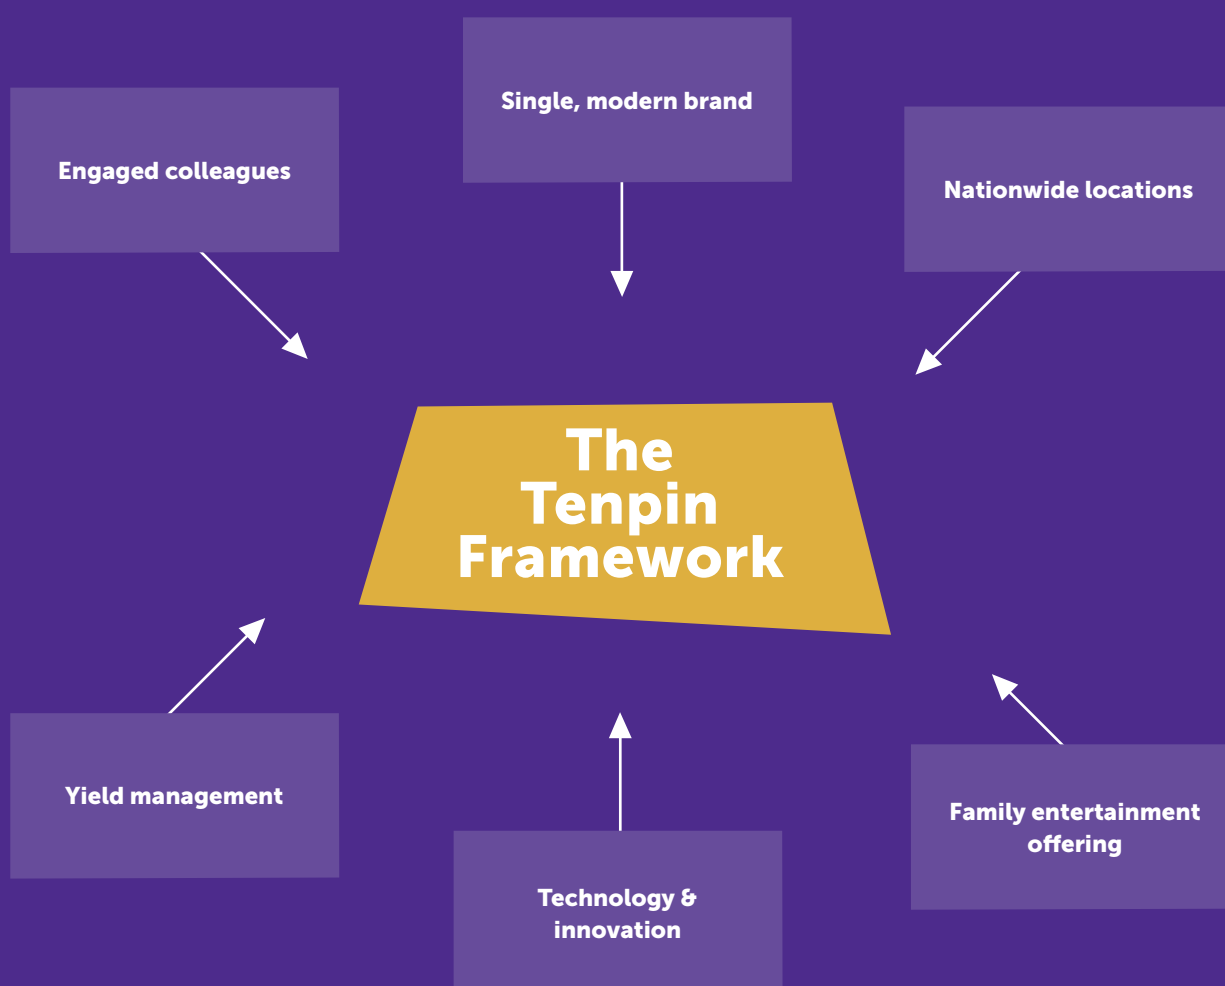 Single, modern brand
Engaged colleagues
Nationwide locations
The
Tenpin
Framework
Yield management
Family entertainment
offering
Technology &
innovation